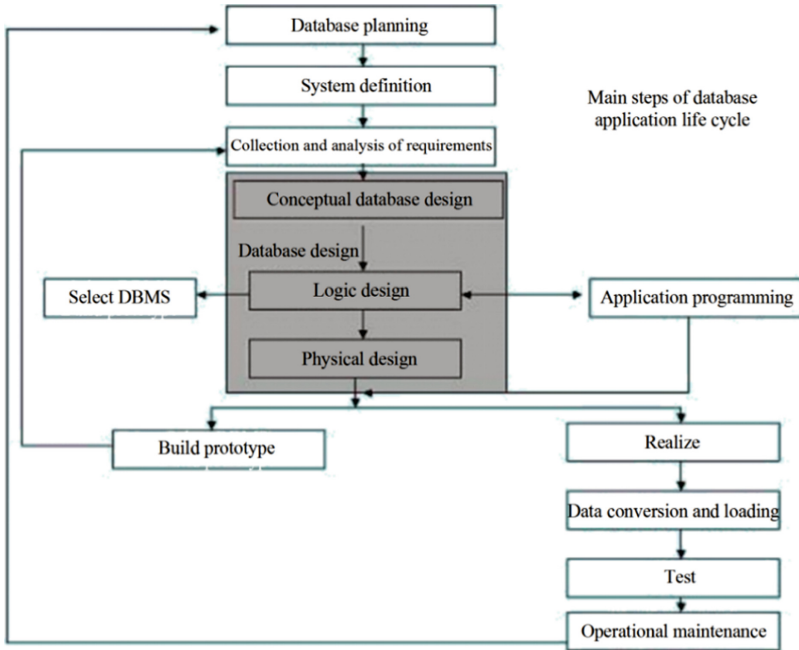 Database planning
System definition
Main steps of database
application life cycle
Collection and analysis of requirements
Conceptual database design
Database design
Select DBMS
Logic design
Application programming
Physical design
Build prototype
Realize
Data conversion and loading
Test
Operational maintenance